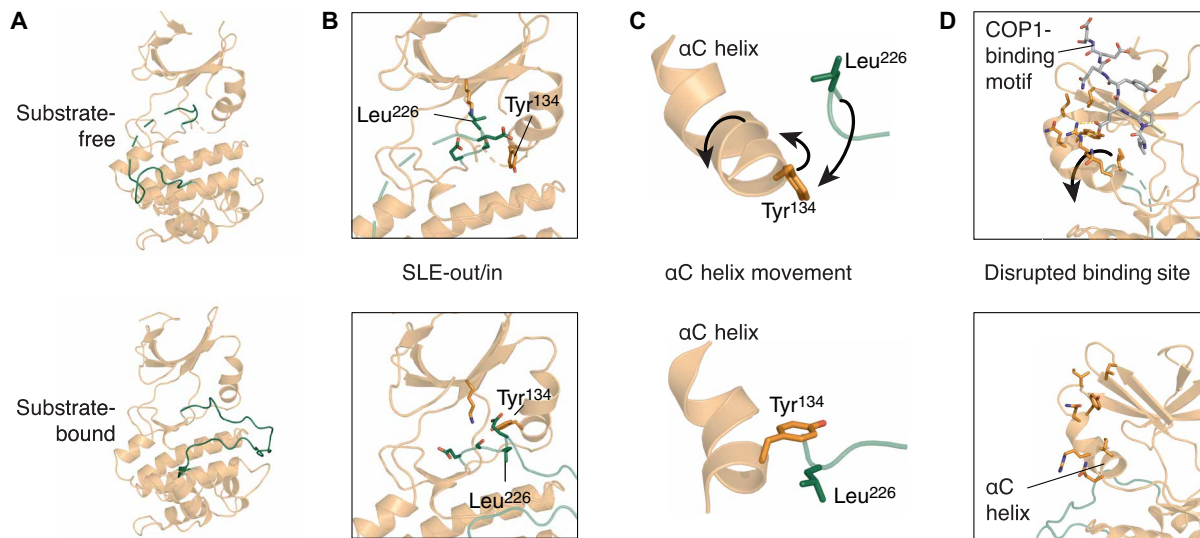 A
B
C
D
Substrate-
free
Leu226
Tyr134
αC helix
Leu226
Tyr134
COP1-
binding
motif
SLE-out/in
αC helix movement
Disrupted binding site
Substrate-
bound
Tyr134
Leu226
αC helix
Tyr134
Leu226
αC
helix